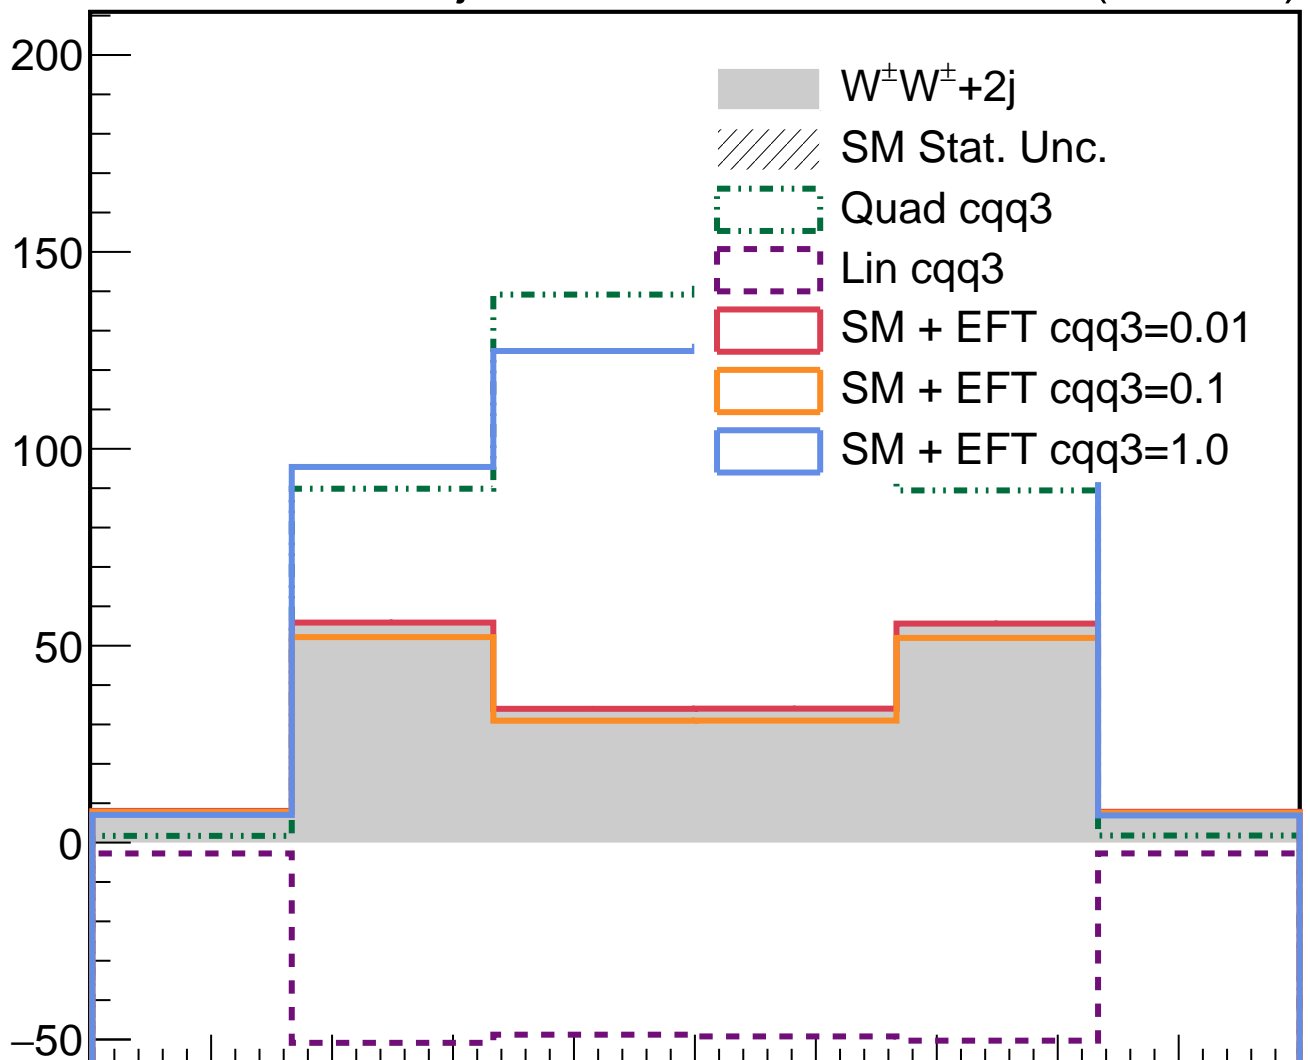 200
150
100
50
0
−50
W±W±+2j
SM Stat. Unc.
Quad cqq3
Lin cqq3
SM + EFT cqq3=0.01
SM + EFT cqq3=0.1
SM + EFT cqq3=1.0